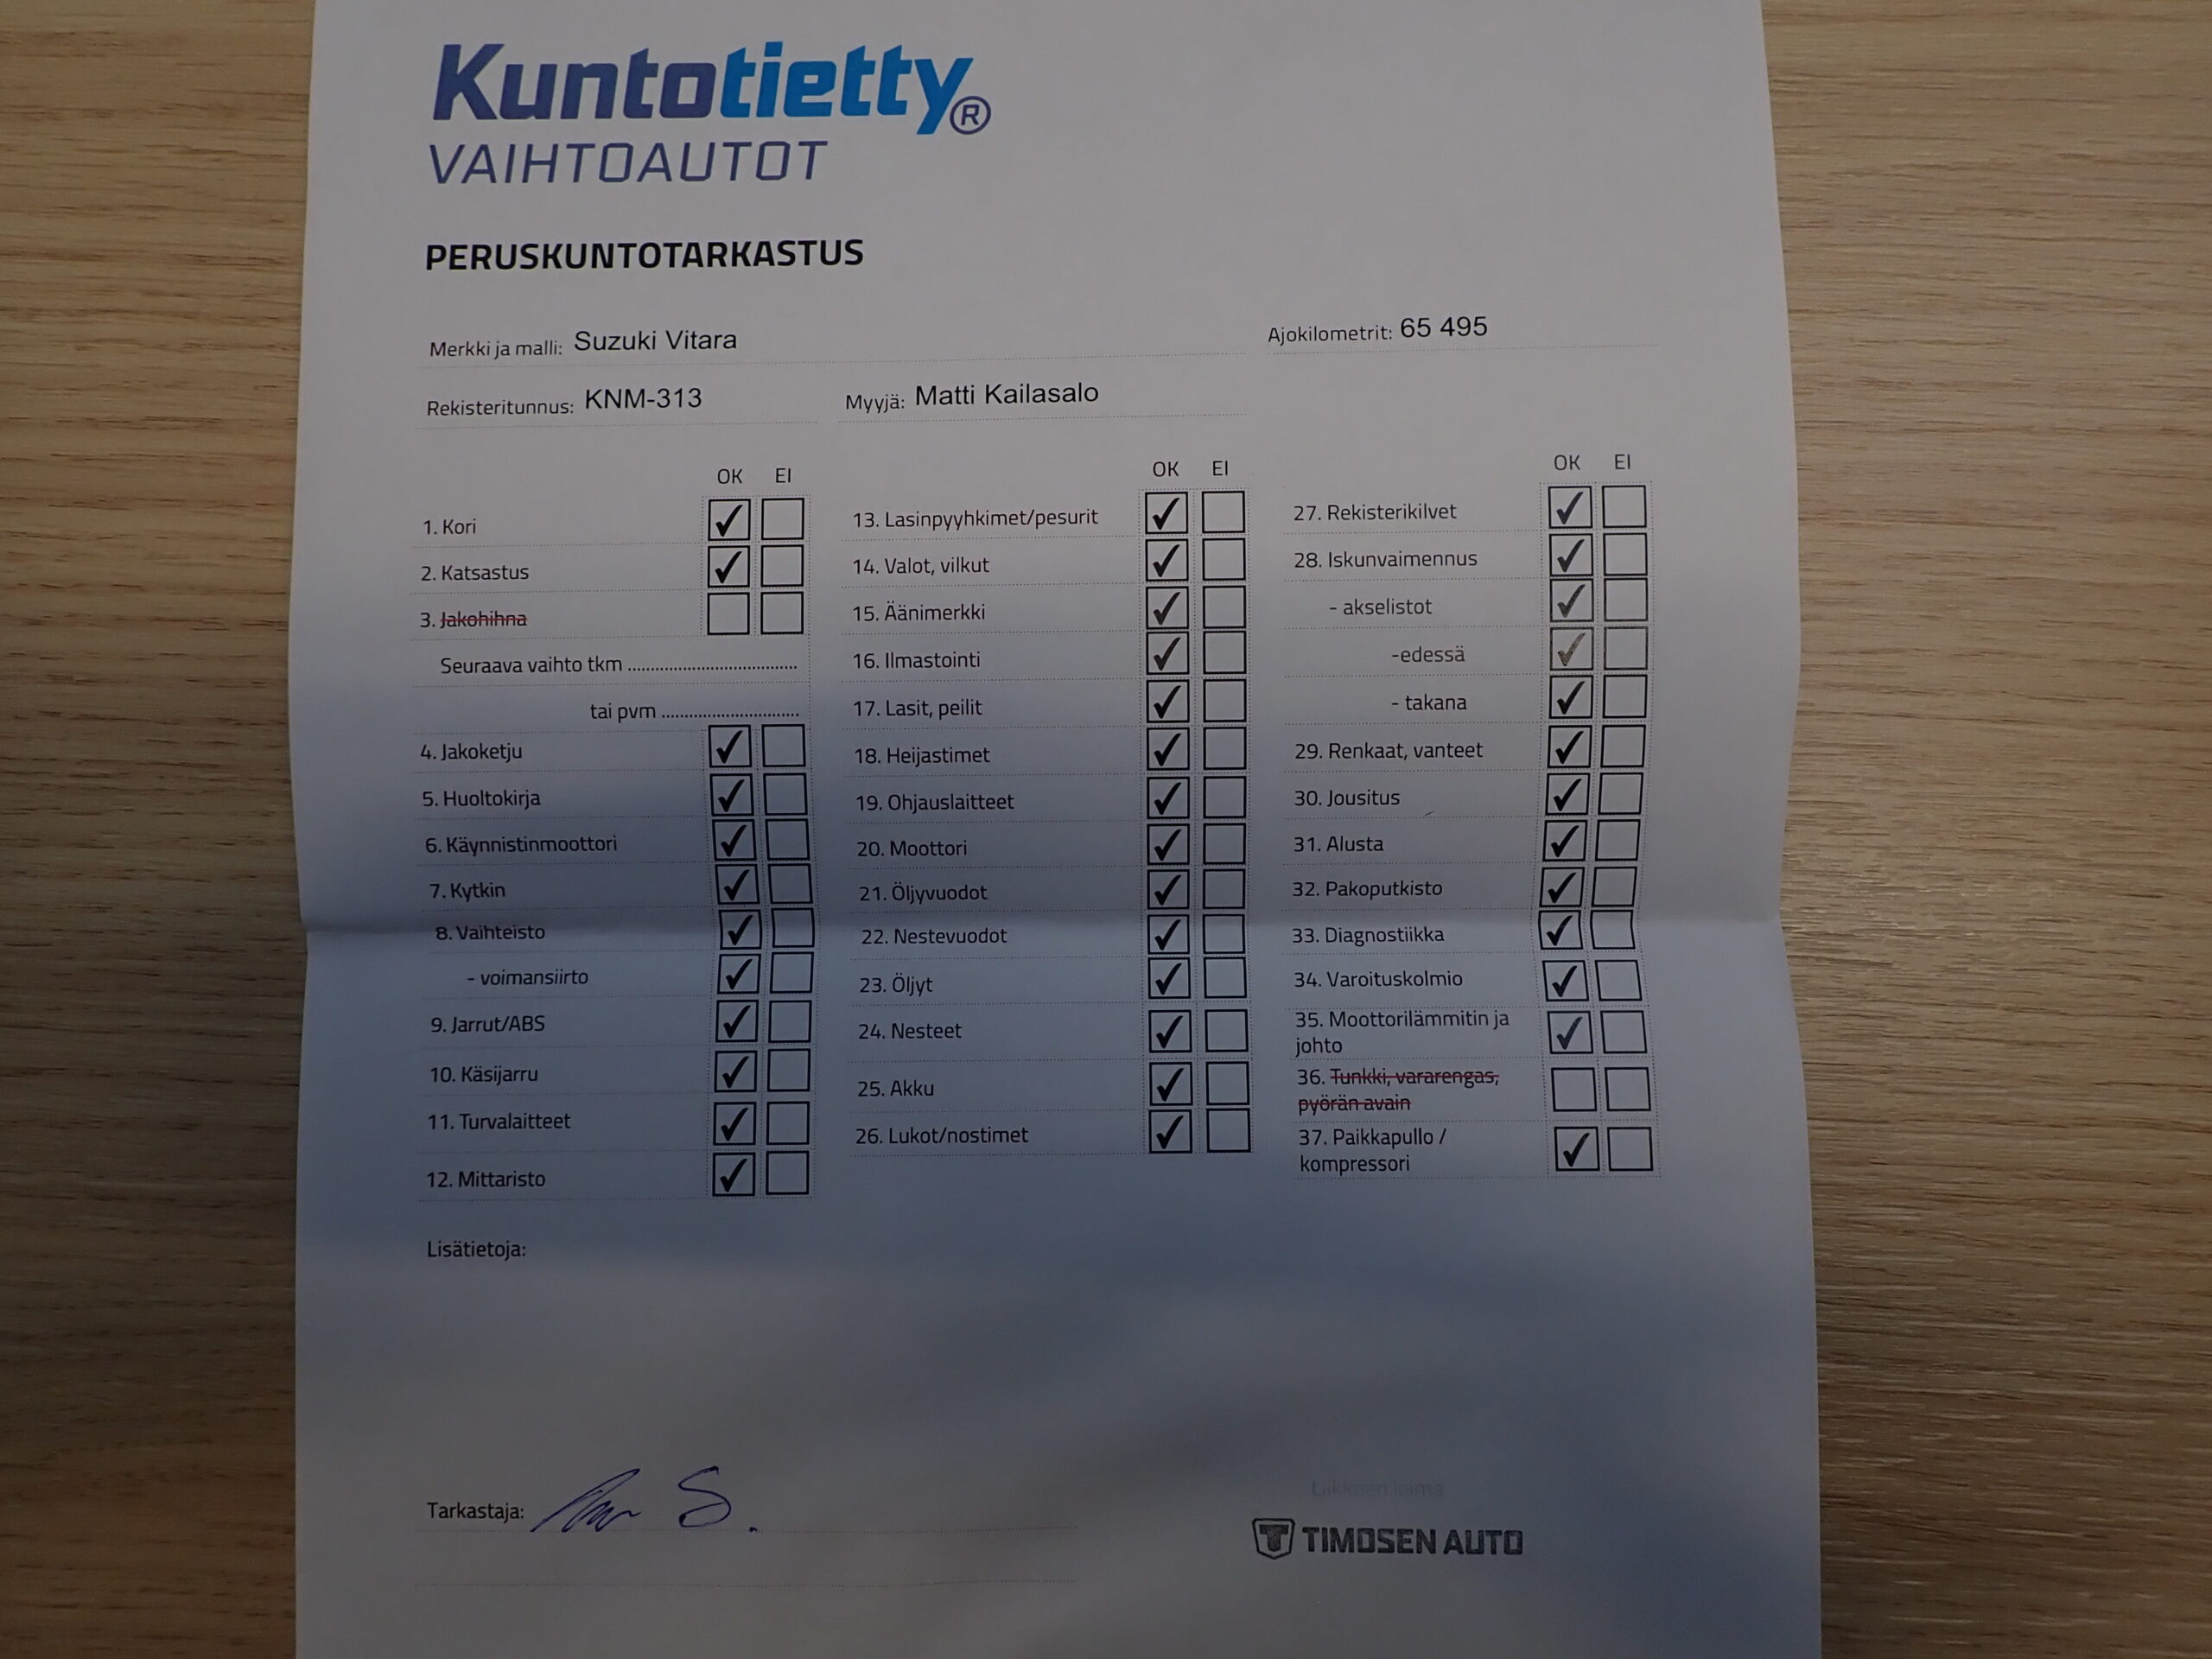 Kuntotietty®
VAIHTOAUTOT
PERUSKUNTOTARKASTUS
Merkki ja malli: Suzuki Vitara
Ajokilometrit: 65 495
Rekisteritunnus: KNM-313
Myyjä: Matti Kailasalo
OK EI
1. Kori
2. Katsastus
3. Jakohihna
Seuraava vaihto tkm
tai pvm
4. Jakoketju
5. Huoltokirja
6. Käynnistinmoottori
7. Kytkin
8. Vaihteisto
- voimansiirto
9. Jarrut/ABS
10. Käsijarru
11. Turvalaitteet
12. Mittaristo
OK EI
13. Lasinpyyhkimet/pesurit
14. Valot, vilkut
15. Äänimerkki
16. Ilmastointi
17. Lasit, peilit
18. Heijastimet
19. Ohjauslaitteet
20. Moottori
21. Öljyvuodot
22. Nestevuodot
23. Öljyt
24. Nesteet
25. Akku
26. Lukot/nostimet
OK EI
27. Rekisterikilvet
28. Iskunvaimennus
- akselistot
-edessä
- takana
29. Renkaat, vanteet
30. Jousitus
31. Alusta
32. Pakoputkisto
33. Diagnostiikka
34. Varoituskolmio
35. Moottorilämmitin ja
johto
36. Tunkki, vararengas,
pyörän avain
37. Paikkapullo /
kompressori
Lisätietoja:
Tarkastaja:
Liikkeen leima
TIMOSEN AUTO